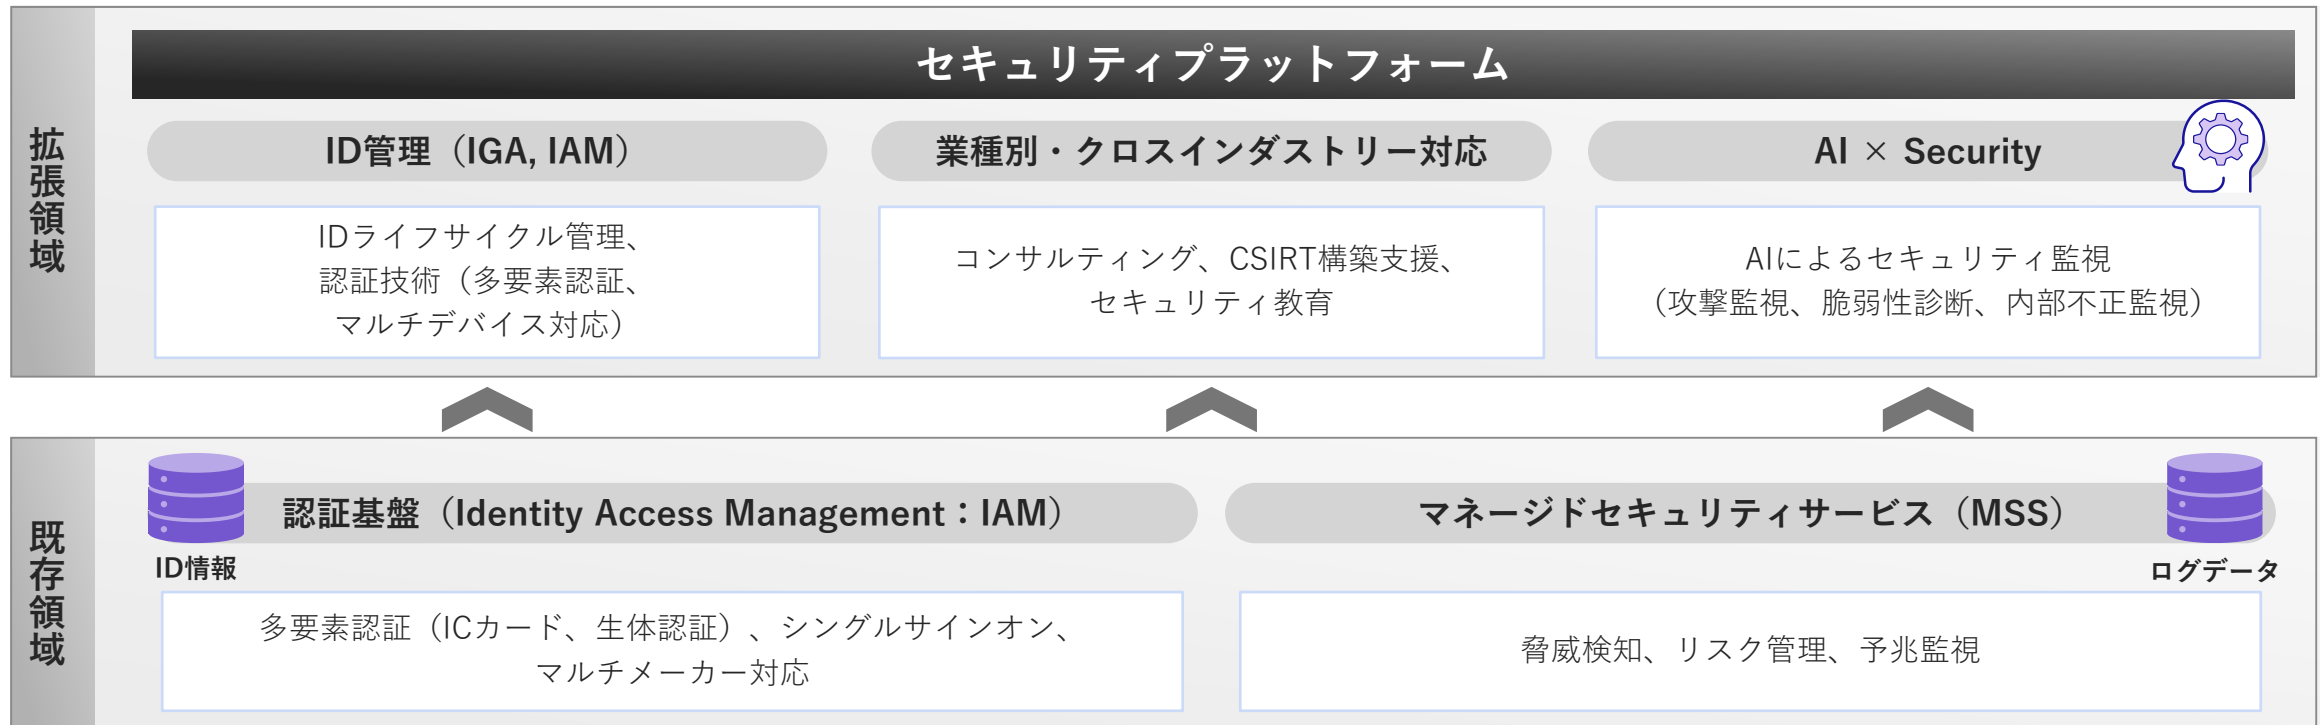 拡張領域
セキュリティプラットフォーム
ID管理（IGA, IAM）
IDライフサイクル管理、
認証技術（多要素認証、
マルチデバイス対応）
業種別・クロスインダストリー対応
コンサルティング、CSIRT構築支援、
セキュリティ教育
AI × Security
AIによるセキュリティ監視
（攻撃監視、脆弱性診断、内部不正監視）
既存領域
認証基盤（Identity Access Management：IAM）
ID情報
多要素認証（ICカード、生体認証）、シングルサインオン、
マルチメーカー対応
マネージドセキュリティサービス（MSS）
ログデータ
脅威検知、リスク管理、予兆監視